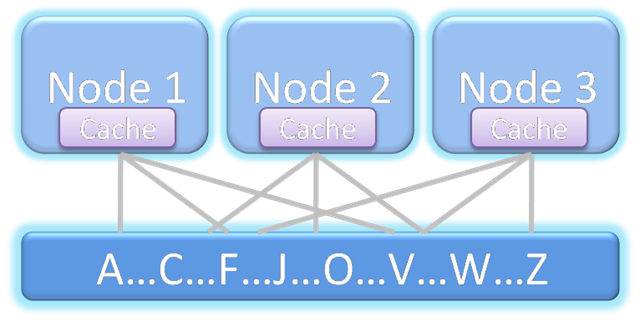 Node 1 Node 2 Node 3
Cache Cache Cache
A...C...F...J...O...V...W...Z